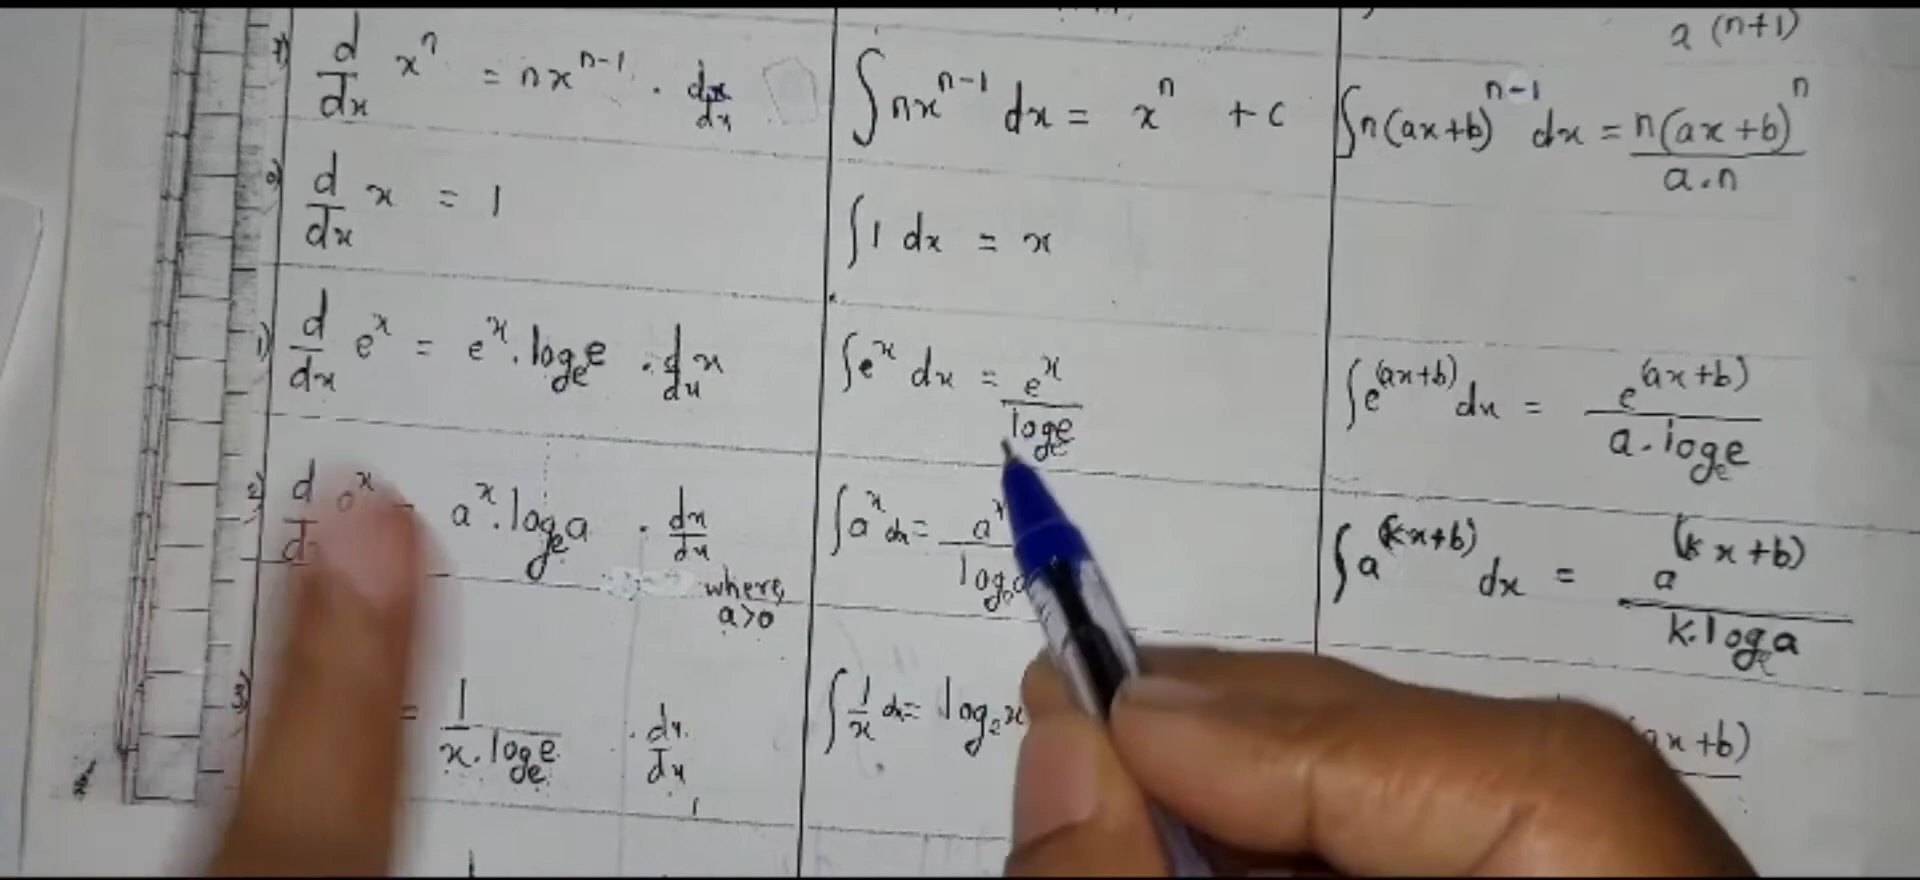 a (n+1)
d/dx x^n = nx^(n-1) . dx/dx
∫nx^(n-1) dx = x^n + c
∫n(ax+b)^(n-1) dx = n(ax+b)^n / a.n
d/dx x = 1
∫1 dx = x
1) d/dx e^x = e^x . log_e e . d/dx x
∫e^x dx = e^x / log_e e
∫e^(ax+b) dx = e^(ax+b) / a.log_e e
2) d a^x = a^x . log_e a . dx/dx where, a>0
∫a^x dx = a^x / log_e a
∫a^(kx+b) dx = a^(kx+b) / k.log_e a
3) = 1 / x.log_e e . dx/dx
∫1/x dx = log_e x
ax+b)